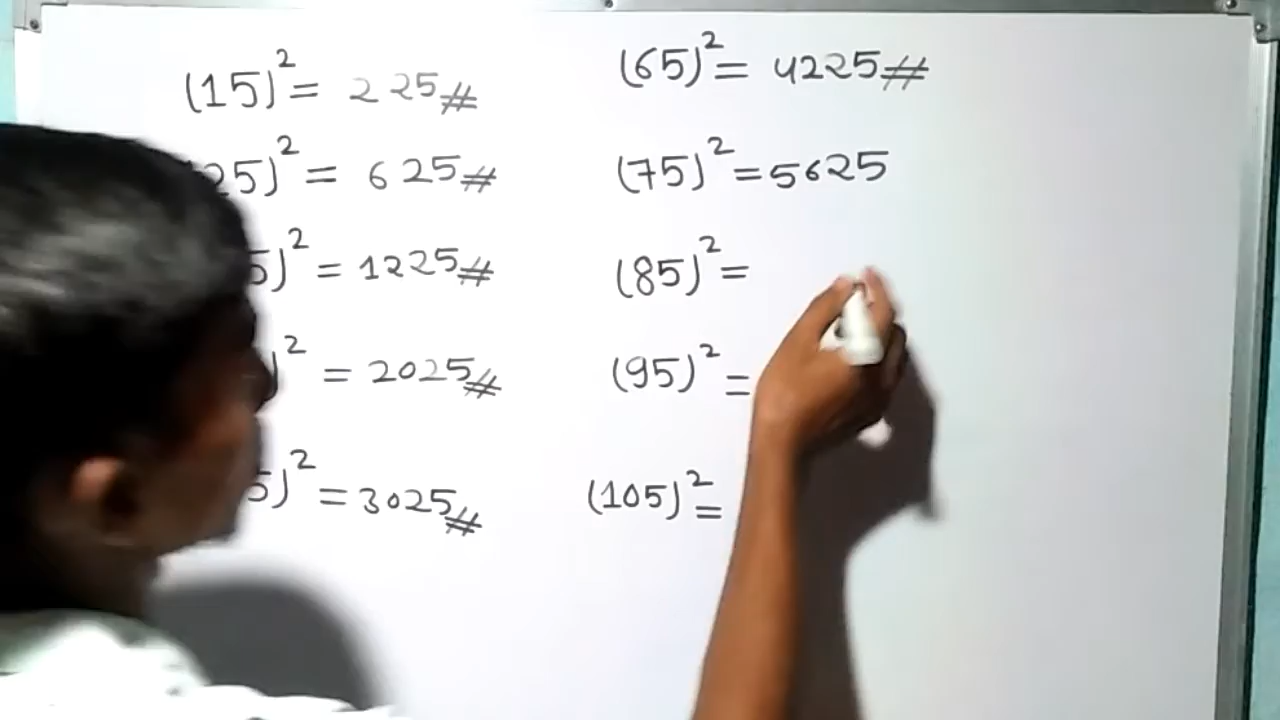 (15)² = 225#
25)² = 625#
5)² = 1225#
)² = 2025#
5)² = 3025#
(65)² = 4225#
(75)² = 5625
(85)² =
(95)² =
(105)² =